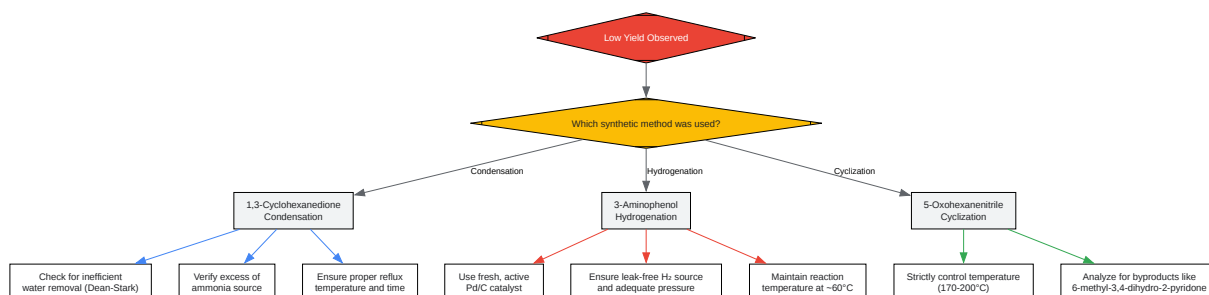 Low Yield Observed
Which synthetic method was used?
Condensation
Hydrogenation
Cyclization
1,3-Cyclohexanedione
Condensation
3-Aminophenol
Hydrogenation
5-Oxohexanenitrile
Cyclization
Check for inefficient
water removal (Dean-Stark)
Verify excess of
ammonia source
Ensure proper reflux
temperature and time
Use fresh, active
Pd/C catalyst
Ensure leak-free H₂ source
and adequate pressure
Maintain reaction
temperature at ~60°C
Strictly control temperature
(170-200°C)
Analyze for byproducts like
6-methyl-3,4-dihydro-2-pyridone